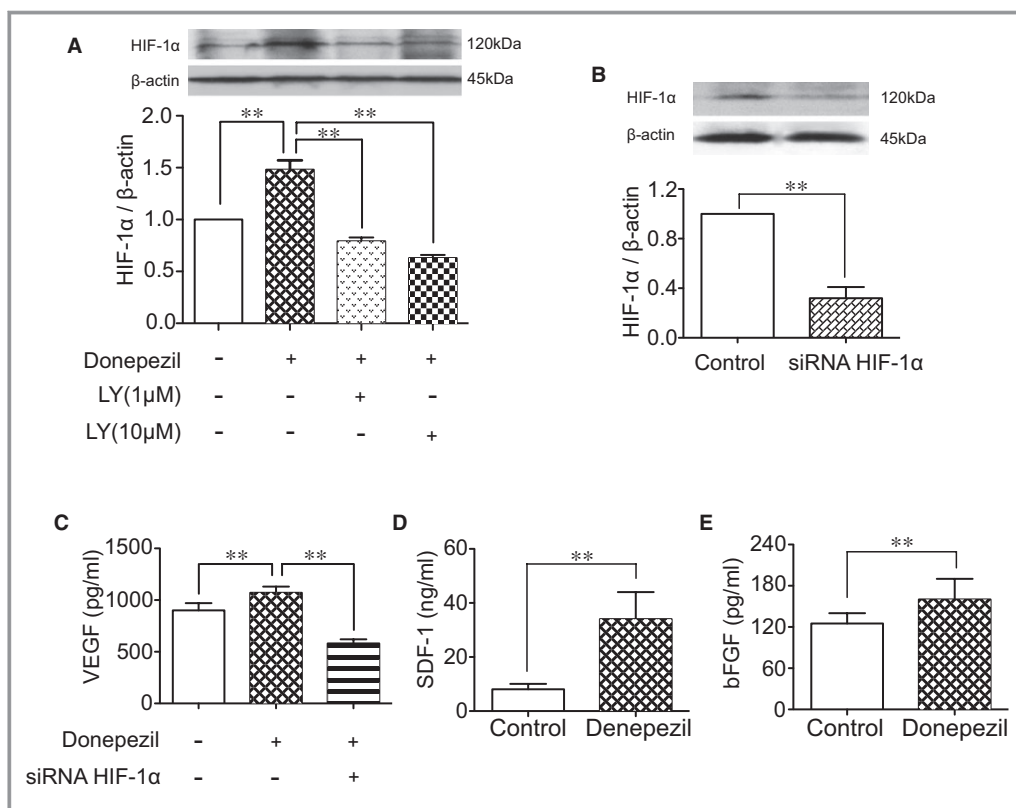 A
HIF-1α 120kDa
β-actin 45kDa
** ** **
HIF-1α / β-actin
2.0
1.5
1.0
0.5
0.0
Donepezil - + + +
LY(1μM) - - + -
LY(10μM) - - - +
B
HIF-1α 120kDa
β-actin 45kDa
**
HIF-1α / β-actin
1.2
0.8
0.4
0.0
Control siRNA HIF-1α
C
VEGF (pg/ml)
1500
1000
500
0
** **
Donepezil - + +
siRNA HIF-1α +
D
SDF-1 (ng/ml)
60
40
20
0
**
Control Denepezil
E
bFGF (pg/ml)
240
180
120
60
0
**
Control Donepezil